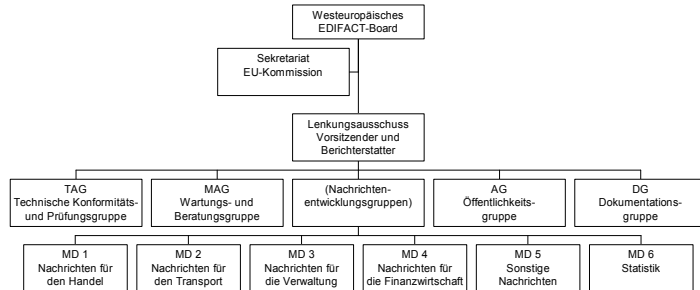 Westeuropäisches
EDIFACT-Board
Sekretariat
EU-Kommission
Lenkungsausschuss
Vorsitzender und
Berichterstatter
TAG
Technische Konformitäts-
und Prüfungsgruppe
MAG
Wartungs- und
Beratungsgruppe
(Nachrichten-
entwicklungsgruppen)
AG
Öffentlichkeits-
gruppe
DG
Dokumentations-
gruppe
MD 1
Nachrichten für
den Handel
MD 2
Nachrichten für
den Transport
MD 3
Nachrichten für
die Verwaltung
MD 4
Nachrichten für
die Finanzwirtschaft
MD 5
Sonstige
Nachrichten
MD 6
Statistik